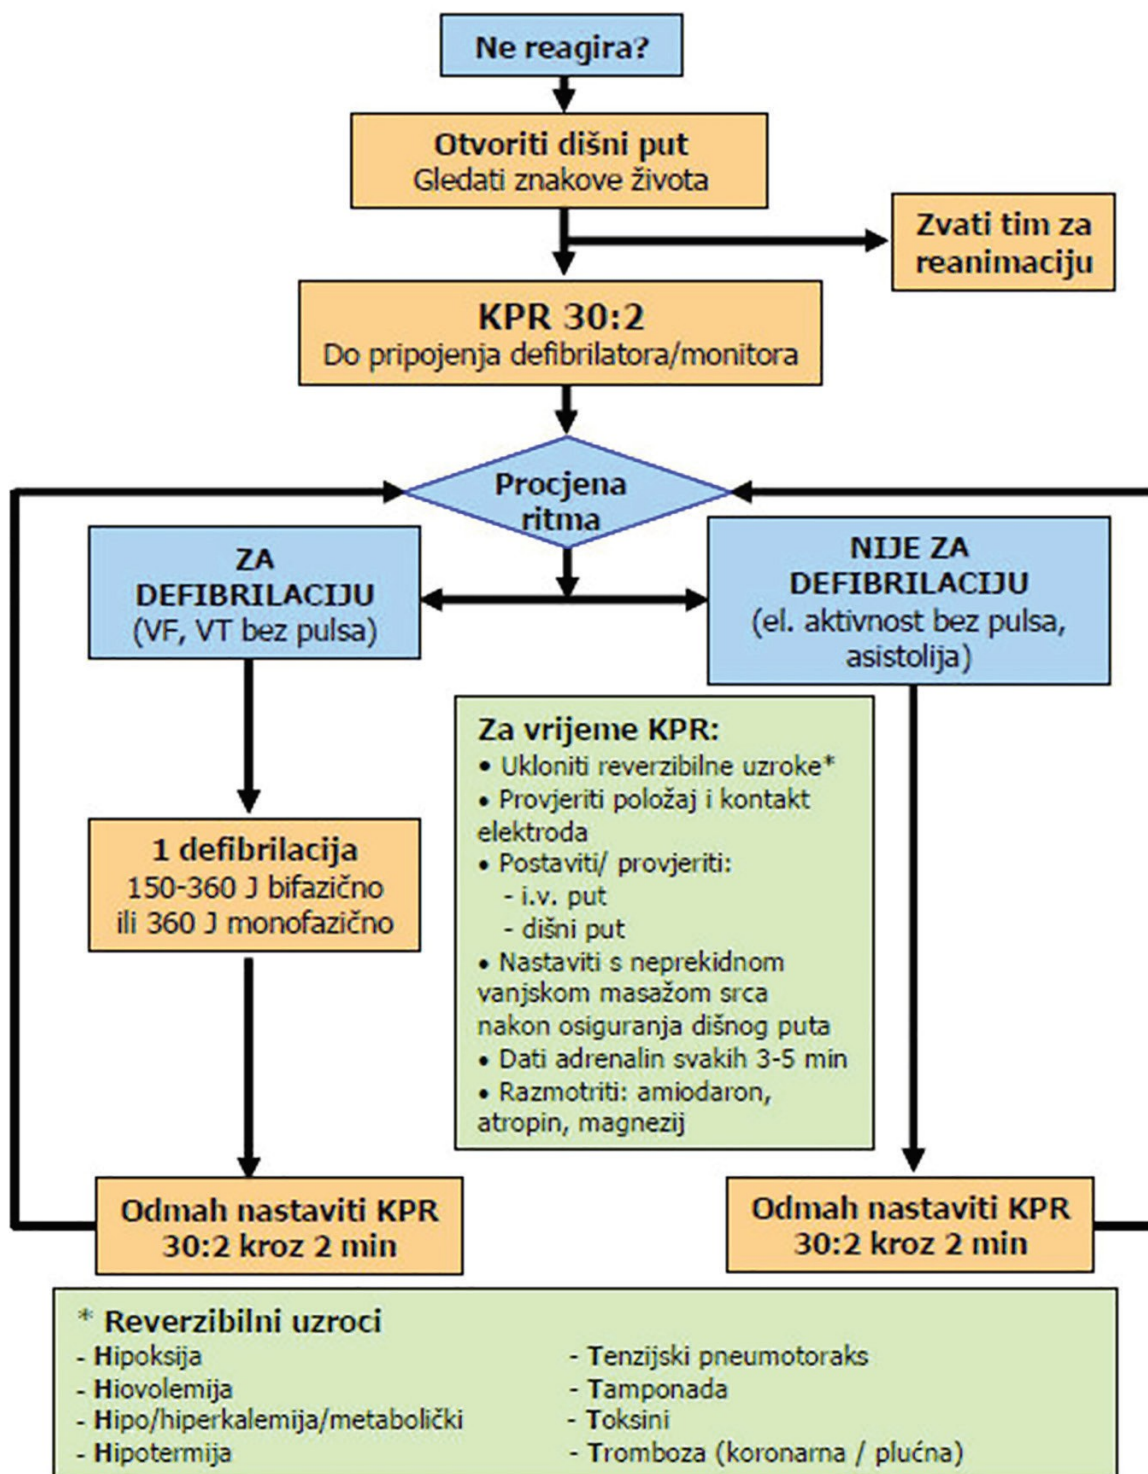 Ne reagira?
Otvoriti dišni put
Gledati znakove života
Zvati tim za
reanimaciju
KPR 30:2
Do pripojenja defibrilatora/monitora
Procjena
ritma
ZA
DEFIBRILACIJU
(VF, VT bez pulsa)
NIJE ZA
DEFIBRILACIJU
(el. aktivnost bez pulsa,
asistolija)
1 defibrilacija
150-360 J bifazično
ili 360 J monofazično
Za vrijeme KPR:
• Ukloniti reverzibilne uzroke*
• Provjeriti položaj i kontakt
elektroda
• Postaviti/ provjeriti:
- i.v. put
- dišni put
• Nastaviti s neprekidnom
vanjskom masažom srca
nakon osiguranja dišnog puta
• Dati adrenalin svakih 3-5 min
• Razmotriti: amiodaron,
atropin, magnezij
Odmah nastaviti KPR
30:2 kroz 2 min
Odmah nastaviti KPR
30:2 kroz 2 min
* Reverzibilni uzroci
- Hipoksija
- Hiovolemija
- Hipo/hiperkalemija/metabolički
- Hipotermija
- Tenzijski pneumotoraks
- Tamponada
- Toksini
- Tromboza (koronarna / plućna)